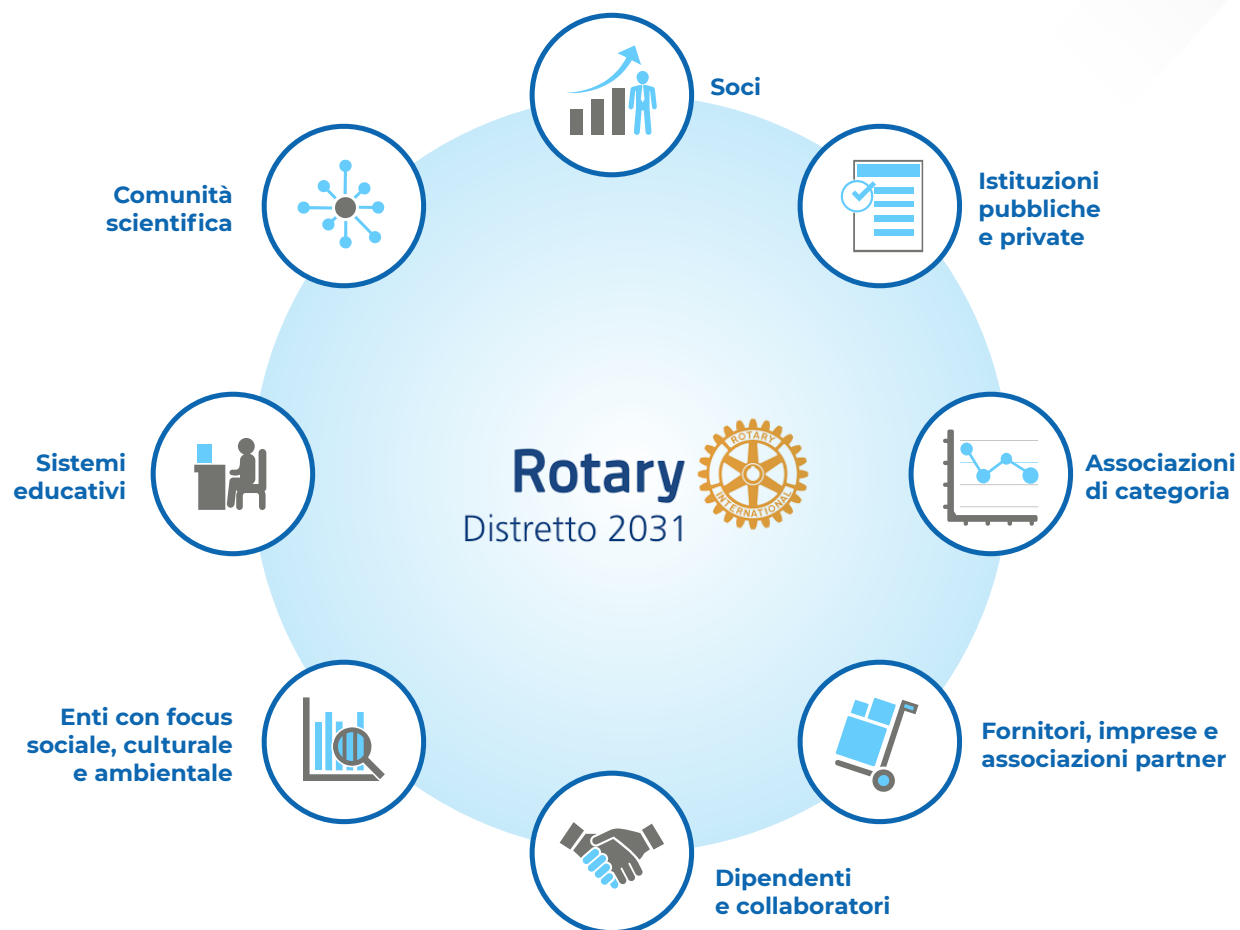 Soci
Istituzioni
pubbliche
e private
Associazioni
di categoria
Fornitori, imprese e
associazioni partner
Dipendenti
e collaboratori
Enti con focus
sociale, culturale
e ambientale
Sistemi
educativi
Comunità
scientifica
Rotary
Distretto 2031
ROTARY
INTERNATIONAL